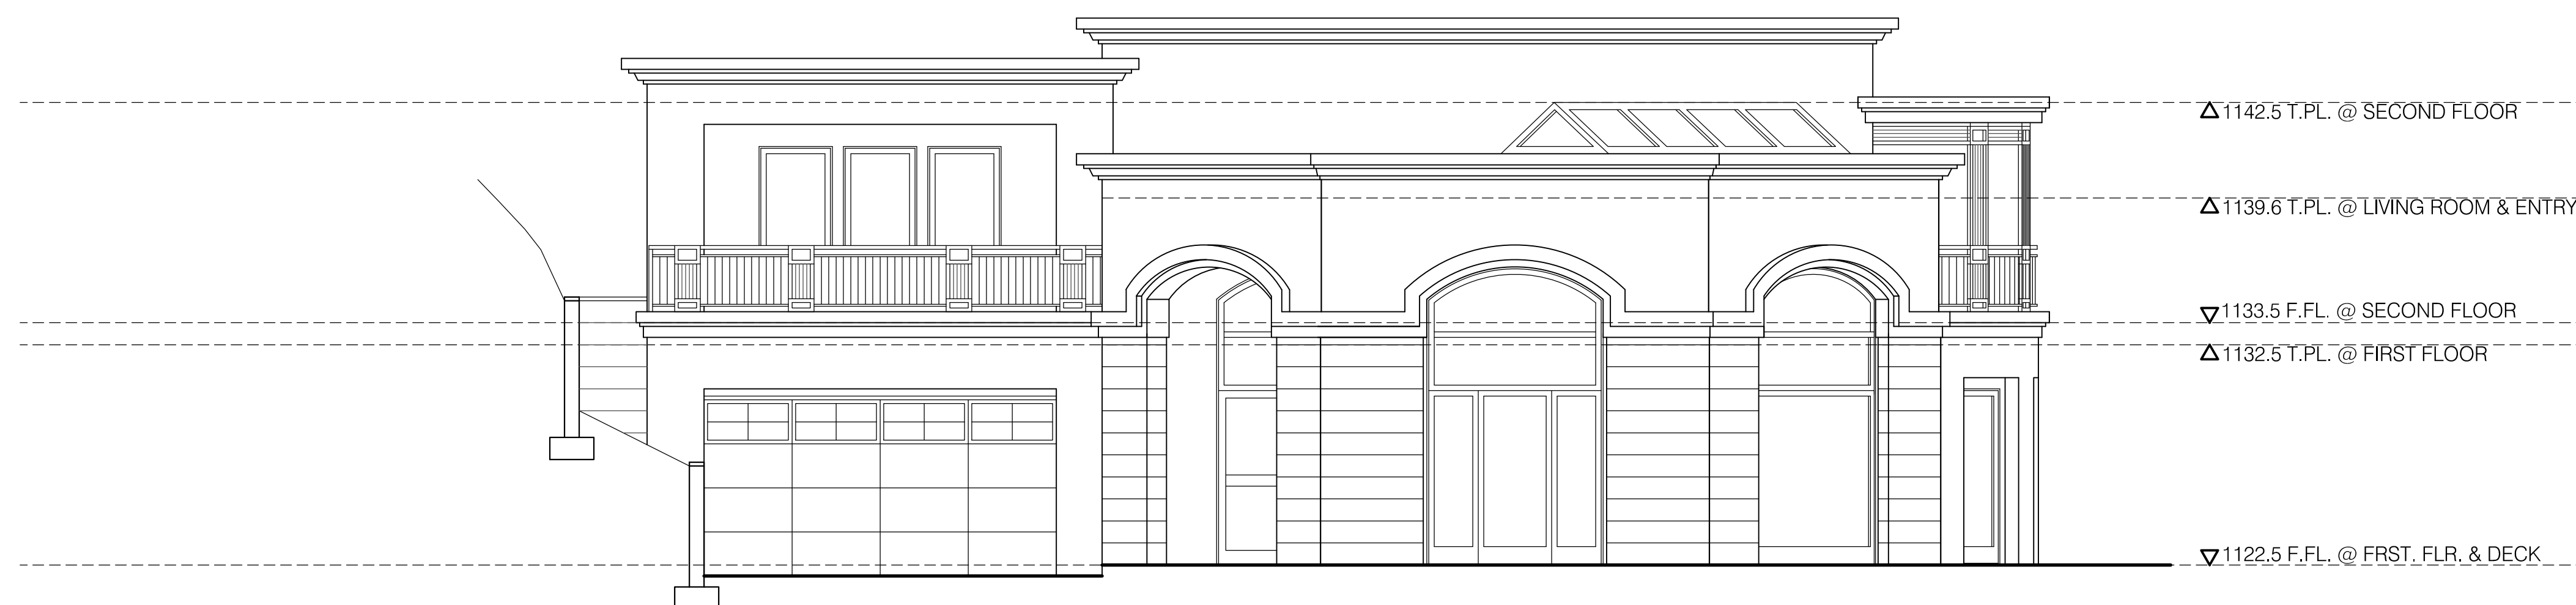 1142.5 T.PL. @ SECOND FLOOR
1139.6 T.PL. @ LIVING ROOM & ENTRY
1133.5 F.FL. @ SECOND FLOOR
1132.5 T.PL. @ FIRST FLOOR
1122.5 F.FL. @ FRST. FLR. & DECK